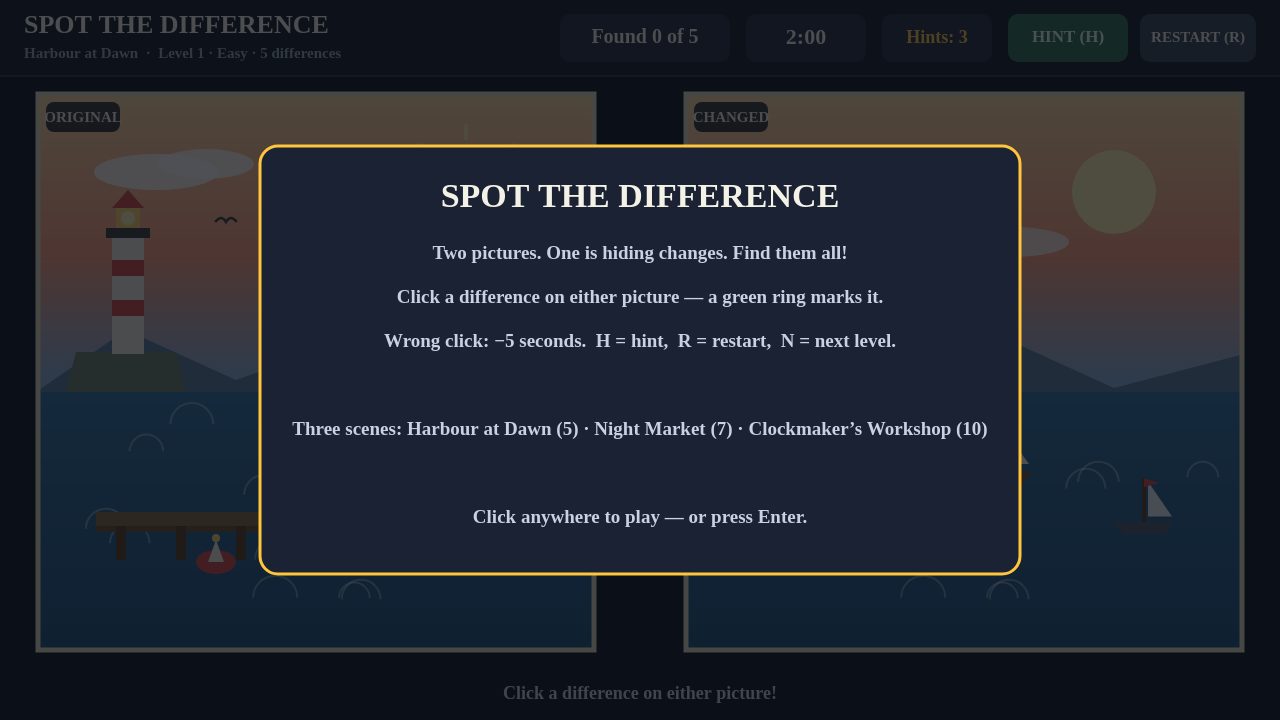 SPOT THE DIFFERENCE
Harbour at Dawn · Level 1 · Easy · 5 differences
Found 0 of 5
2:00
Hints: 3
HINT (H)
RESTART (R)
ORIGINAL
CHANGED
SPOT THE DIFFERENCE
Two pictures. One is hiding changes. Find them all!
Click a difference on either picture — a green ring marks it.
Wrong click: −5 seconds.  H = hint,  R = restart,  N = next level.
Three scenes: Harbour at Dawn (5) · Night Market (7) · Clockmaker’s Workshop (10)
Click anywhere to play — or press Enter.
Click a difference on either picture!